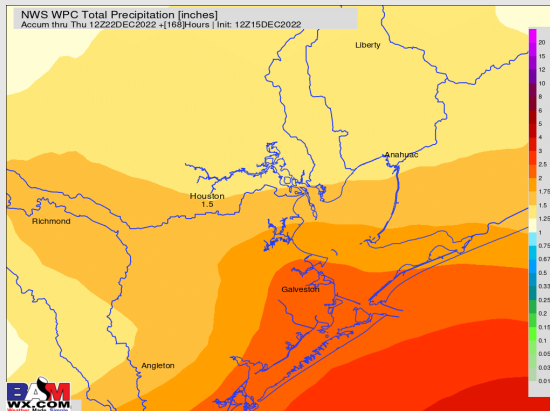 NWS WPC Total Precipitation [inches]
Accum thru Thu 12Z22DEC2022 +[168]Hours | Init: 12Z15DEC2022
Liberty
Anahuac
Houston
1.5
Richmond
Galveston
Angleton
20
15
12
10
8
6
5
4
3
2.5
2
1.75
1.5
1.25
1
0.75
0.67
0.5
0.33
0.25
0.2
0.15
0.1
0.05
0.03
0.01
BAM
WX.COM
Weather Made Simple